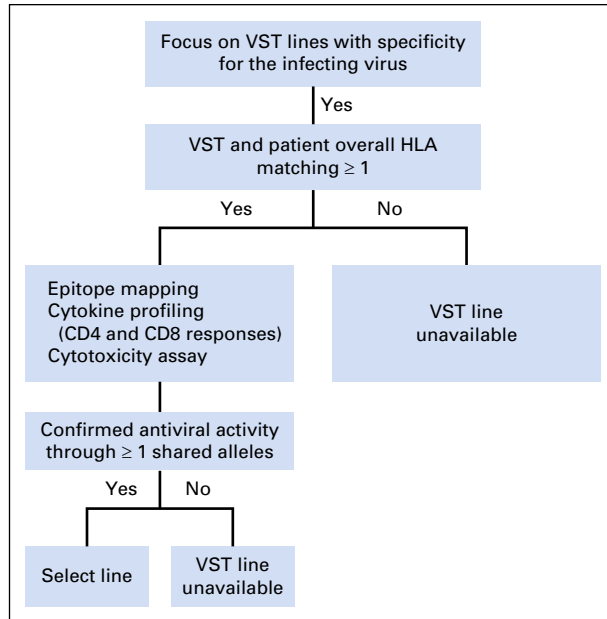 Focus on VST lines with specificity
for the infecting virus
Yes
VST and patient overall HLA
matching ≥ 1
Yes
No
Epitope mapping
Cytokine profiling
(CD4 and CD8 responses)
Cytotoxicity assay
VST line
unavailable
Confirmed antiviral activity
through ≥ 1 shared alleles
Yes
No
Select line
VST line
unavailable